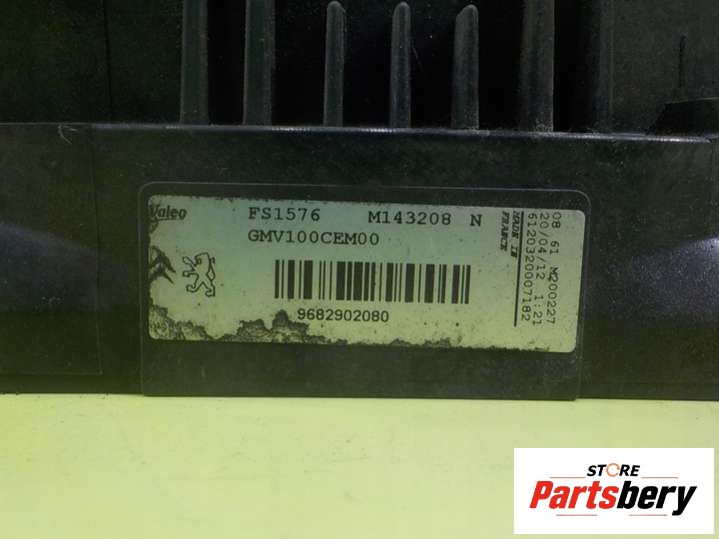 Valeo FS1576 M143208 N
GMV100CEM00
9682902080
MADE IN
FRANCE
08 61 M200227
20/04/12 1:21
6120320007182
STORE
Partsbery